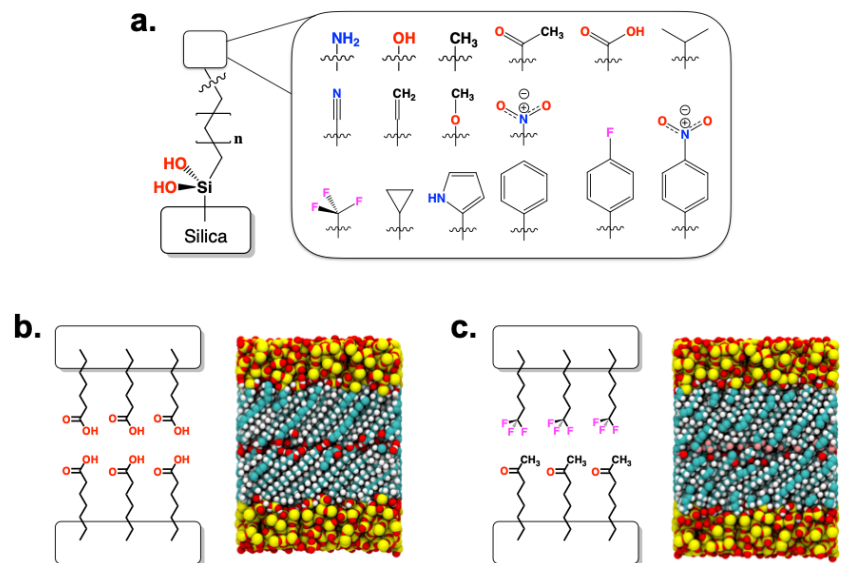 a.
NH2 OH CH3 O CH3 O OH
N CH2 CH3 O ⊖ O N ⊕ O
F ⊖ O N ⊕ O
n
HO
HO Si
F F F HN
Silica
b. c.
O OH O OH O OH
F F F F F F F F F
O OH O OH O OH
O CH3 O CH3 O CH3